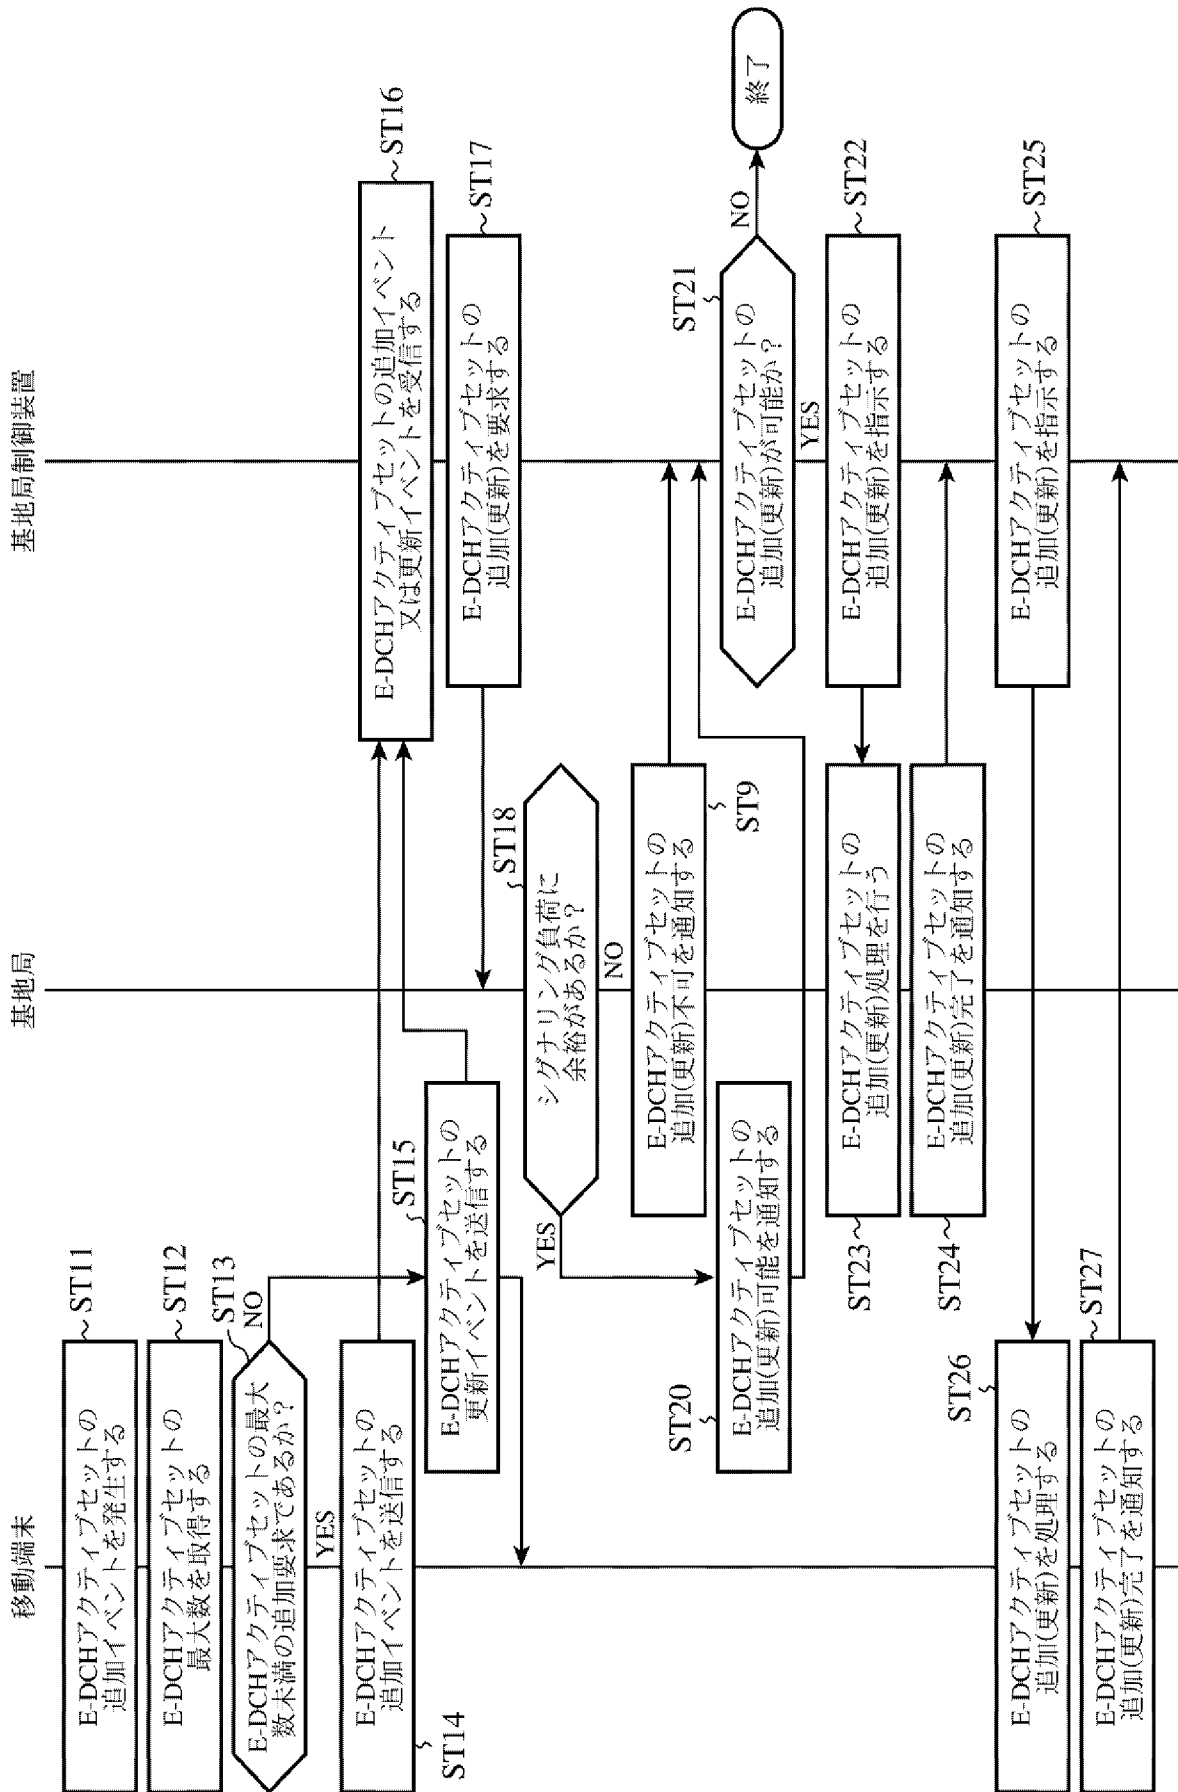 移動端末
基地局
基地局制御装置
E-DCHアクティブセットの
追加イベントを発生する
ST11
E-DCHアクティブセットの
最大数を取得する
ST12
E-DCHアクティブセットの最大
数未満の追加要求であるか?
ST13
NO
YES
E-DCHアクティブセットの
追加イベントを送信する
ST14
E-DCHアクティブセットの
更新イベントを送信する
ST15
E-DCHアクティブセットの追加イベント
又は更新イベントを受信する
ST16
E-DCHアクティブセットの
追加(更新)を要求する
ST17
シグナリング負荷に
余裕があるか?
ST18
YES
NO
E-DCHアクティブセットの
追加(更新)不可を通知する
ST9
E-DCHアクティブセットの
追加(更新)可能を通知する
ST20
E-DCHアクティブセットの
追加(更新)が可能か?
ST21
NO
終了
YES
E-DCHアクティブセットの
追加(更新)を指示する
ST22
E-DCHアクティブセットの
追加(更新)処理を行う
ST23
E-DCHアクティブセットの
追加(更新)完了を通知する
ST24
E-DCHアクティブセットの
追加(更新)を指示する
ST25
E-DCHアクティブセットの
追加(更新)を処理する
ST26
E-DCHアクティブセットの
追加(更新)完了を通知する
ST27